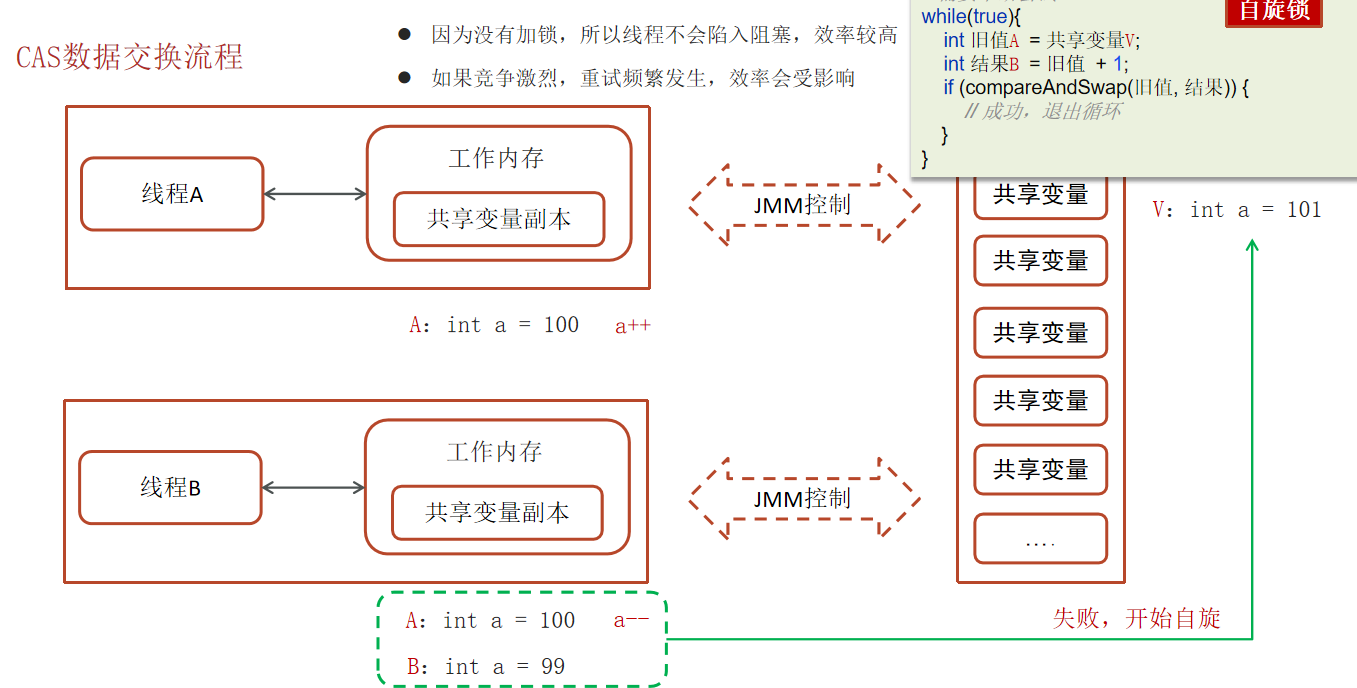 CAS数据交换流程
● 因为没有加锁，所以线程不会陷入阻塞，效率较高
● 如果竞争激烈，重试频繁发生，效率会受影响
自旋锁
while(true){
int 旧值A = 共享变量V;
int 结果B = 旧值 + 1;
if (compareAndSwap(旧值, 结果)) {
// 成功，退出循环
}
}
线程A
工作内存
共享变量副本
JMM控制
共享变量
V：int a = 101
共享变量
A：int a = 100 a++
共享变量
共享变量
线程B
工作内存
共享变量副本
JMM控制
共享变量
....
A：int a = 100 a--
B：int a = 99
失败，开始自旋